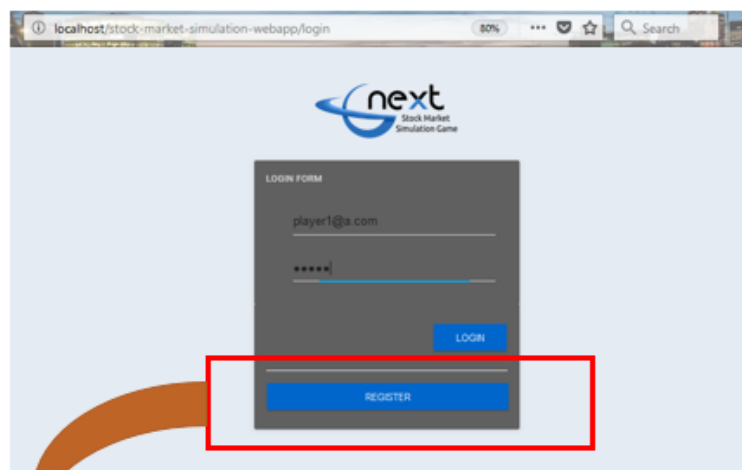 localhost/stock-market-simulation-webapp/login
80%
Search
next
Stock Market
Simulation Game
LOGIN FORM
player1@a.com
LOGIN
REGISTER